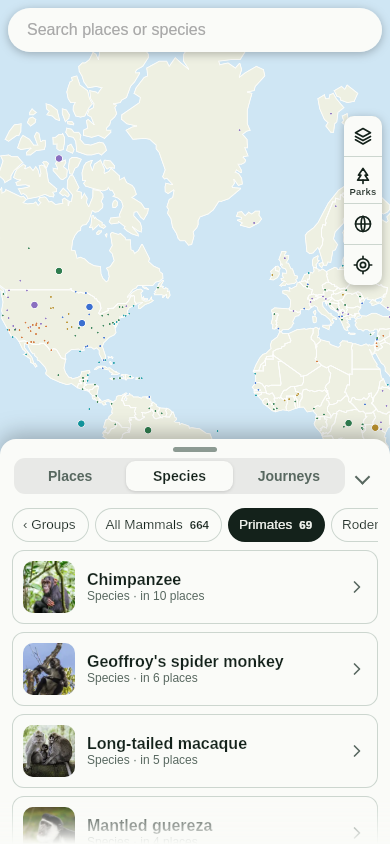 Search places or species
Parks
Places
Species
Journeys
‹ Groups
All Mammals 664
Primates 69
Roden
Chimpanzee
Species · in 10 places
Geoffroy's spider monkey
Species · in 6 places
Long-tailed macaque
Species · in 5 places
Mantled guereza